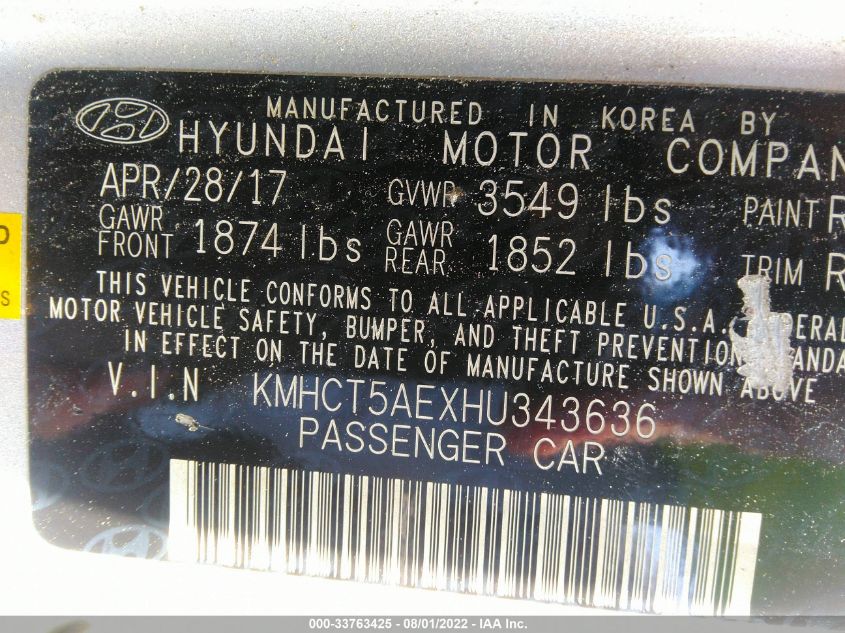 MANUFACTURED IN KOREA BY
HYUNDAI MOTOR COMPAN
APR/28/17 GVWR 3549 lbs PAINT R
GAWR FRONT 1874 lbs GAWR REAR 1852 lbs TRIM R
THIS VEHICLE CONFORMS TO ALL APPLICABLE U.S.A. DERAL
MOTOR VEHICLE SAFETY, BUMPER, AND THEFT PREVENTION ANDA
IN EFFECT ON THE DATE OF MANUFACTURE SHOWN ABOVE
V.I.N KMHCT5AEXHU343636
PASSENGER CAR
D
S
000-33763425 - 08/01/2022 - IAA Inc.